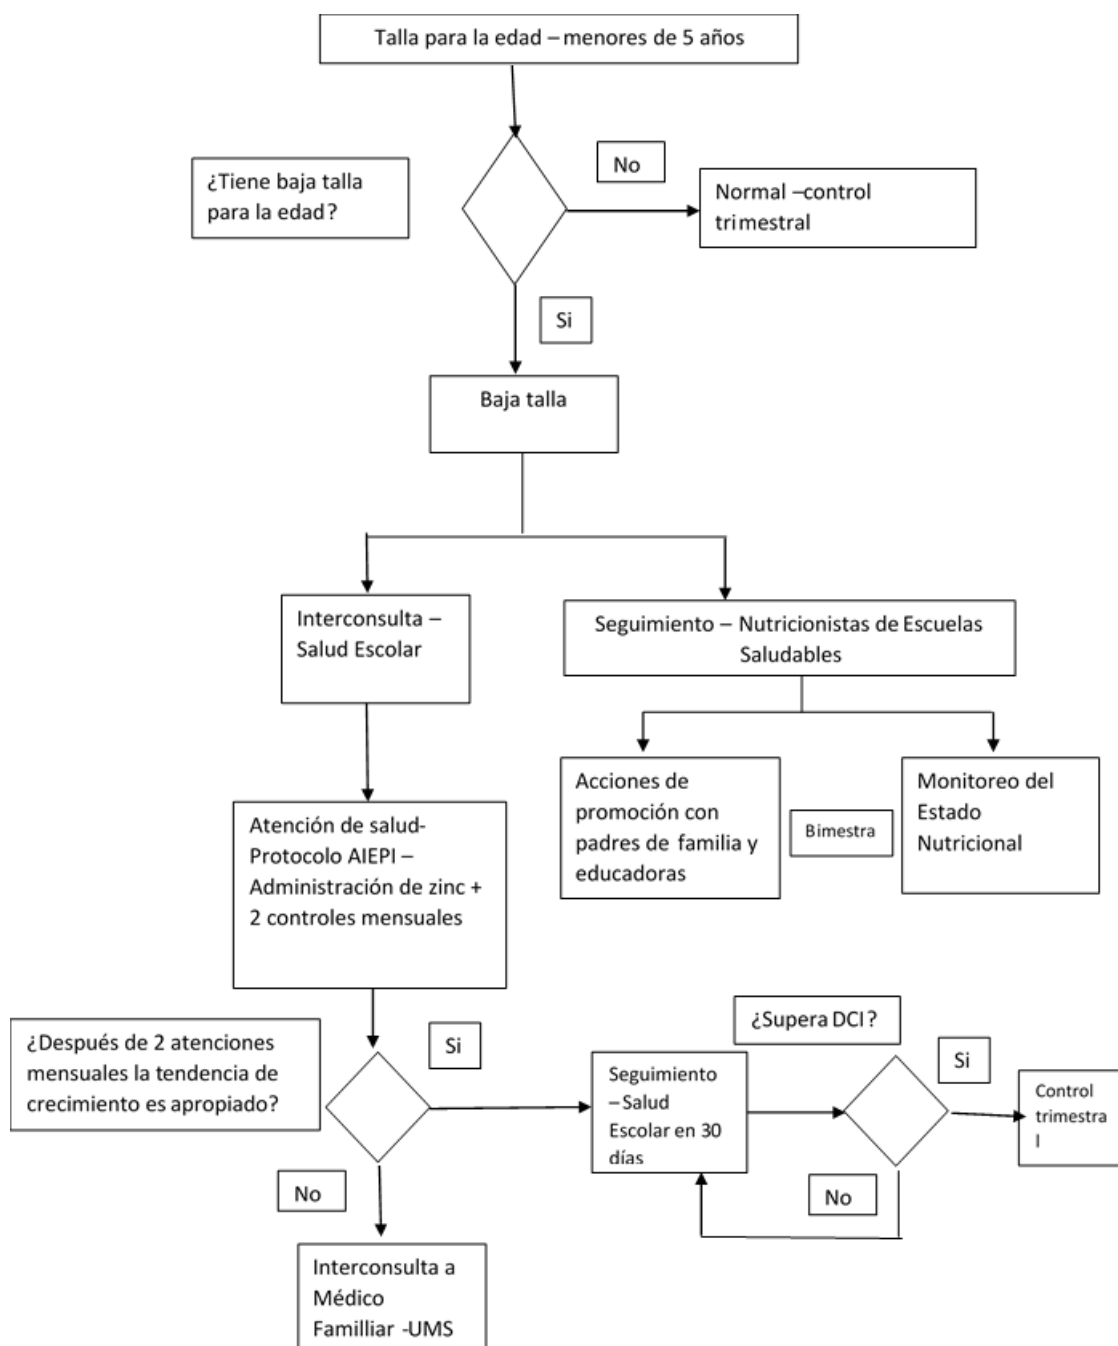 Talla para la edad – menores de 5 años
¿Tiene baja talla
para la edad?
No
Normal –control
trimestral
Si
Baja talla
Interconsulta –
Salud Escolar
Seguimiento – Nutricionistas de Escuelas
Saludables
Acciones de
promoción con
padres de familia y
educadoras
Bimestra
Monitoreo del
Estado
Nutricional
Atención de salud-
Protocolo AIEPI –
Administración de zinc +
2 controles mensuales
¿Después de 2 atenciones
mensuales la tendencia de
crecimiento es apropiado?
Si
Seguimiento
– Salud
Escolar en 30
días
¿Supera DCI?
Si
Control
trimestra
l
No
No
Interconsulta a
Médico
Familliar -UMS